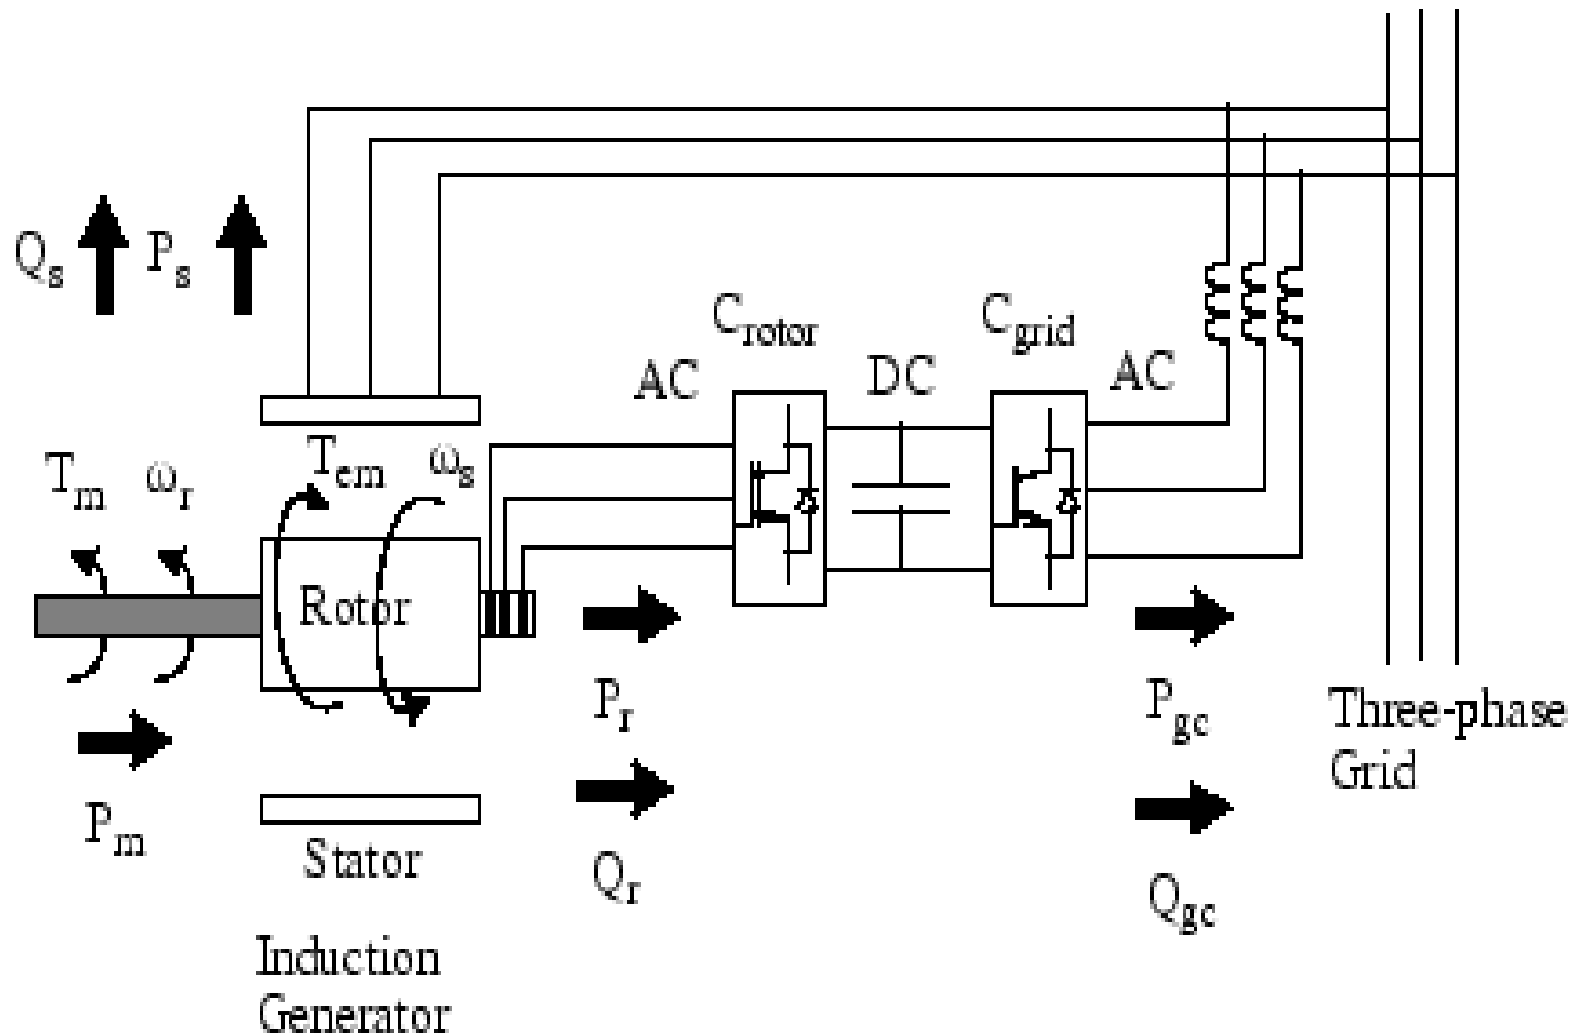 Qs Ps
Crotor Cgrid
AC DC AC
Tem ωs
Tm ωr
Rotor
Pr Pgc
Three-phase
Grid
Pm
Stator
Qr Qgc
Induction
Generator